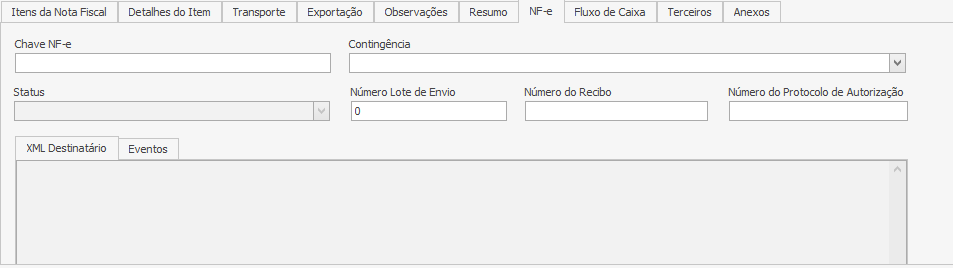 Itens da Nota Fiscal Detalhes do Item Transporte Exportação Observações Resumo NF-e Fluxo de Caixa Terceiros Anexos
Chave NF-e Contingência
Status Número Lote de Envio Número do Recibo Número do Protocolo de Autorização
0
XML Destinatário Eventos